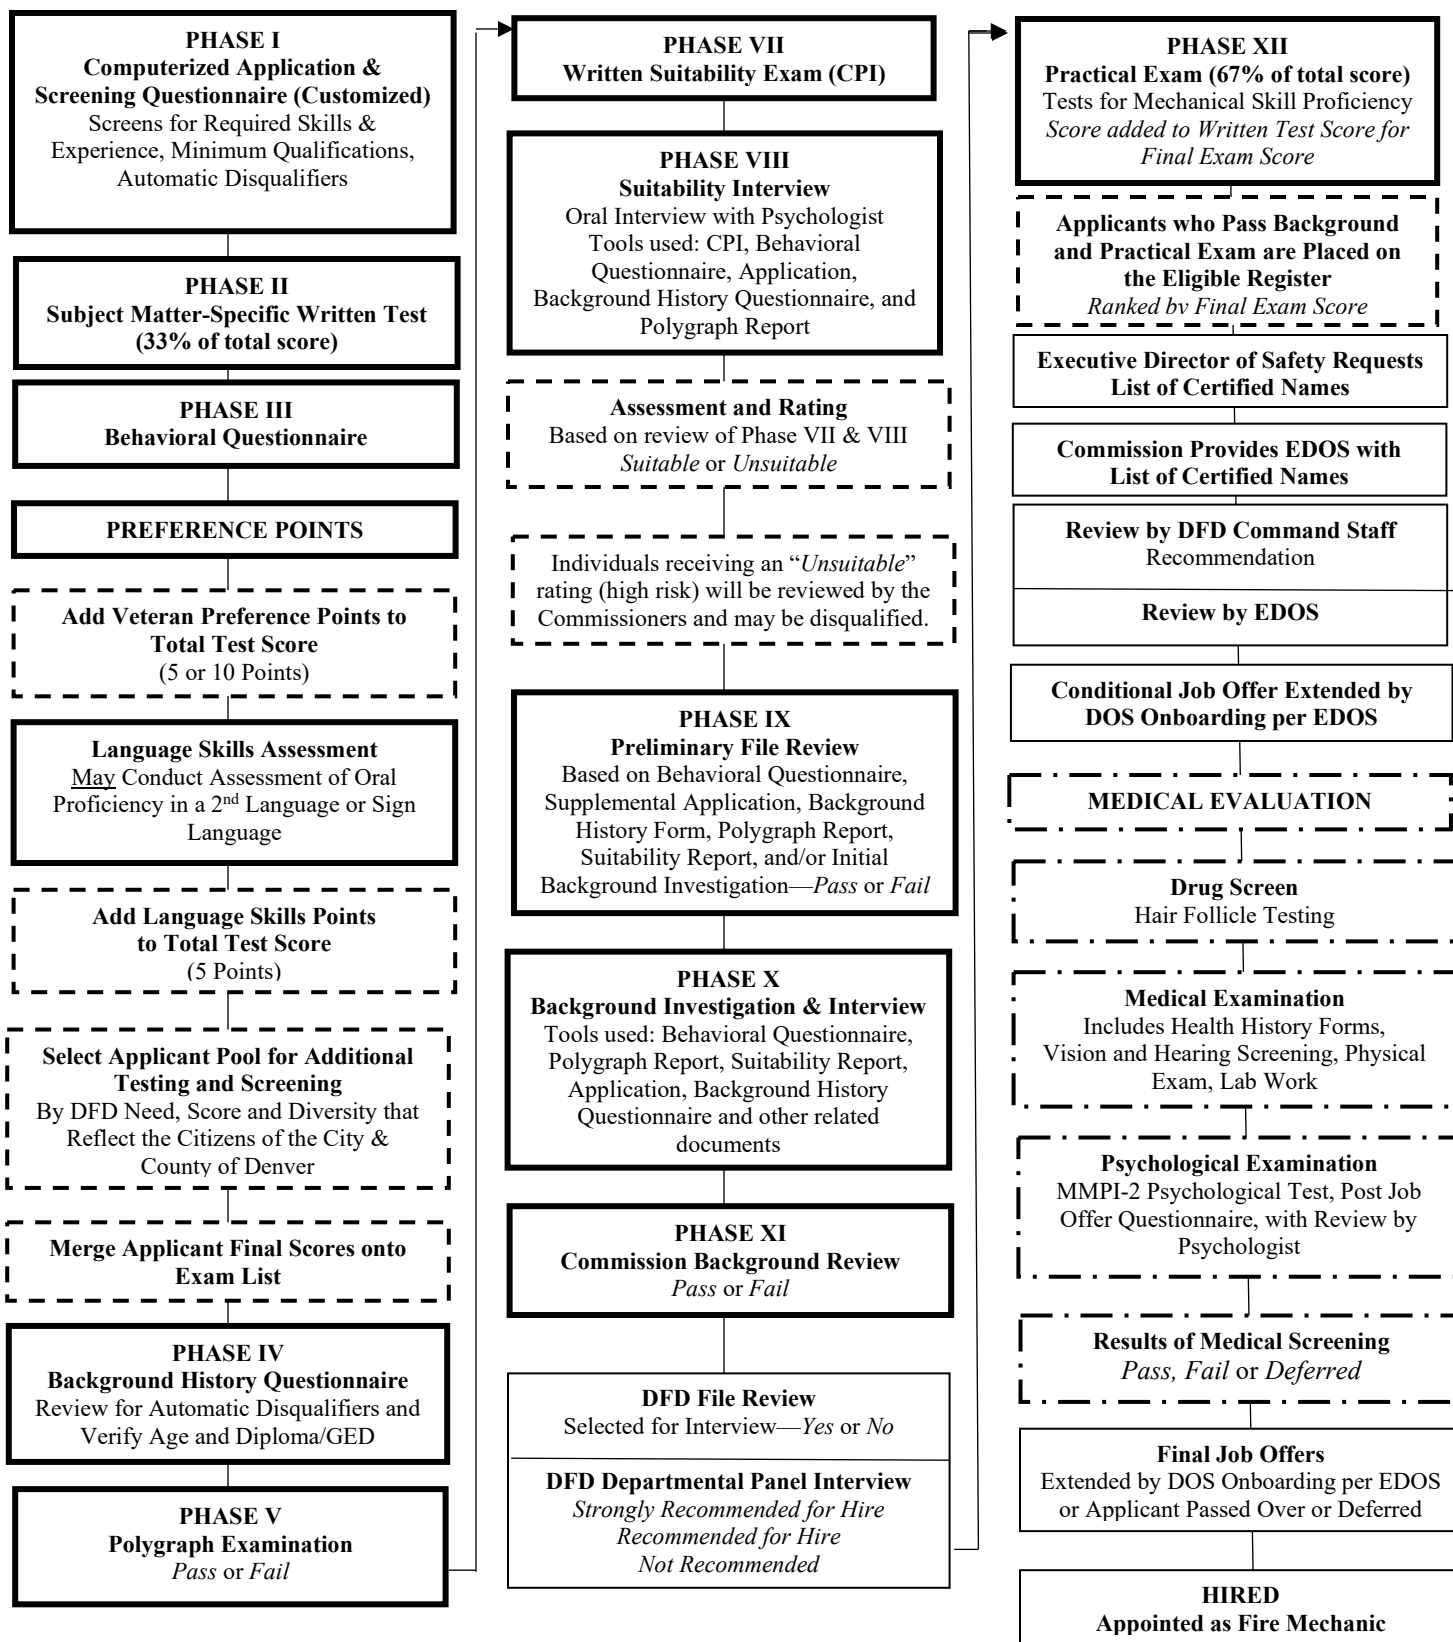 PHASE I
Computerized Application &
Screening Questionnaire (Customized)
Screens for Required Skills &
Experience, Minimum Qualifications,
Automatic Disqualifiers
PHASE II
Subject Matter-Specific Written Test
(33% of total score)
PHASE III
Behavioral Questionnaire
PREFERENCE POINTS
Add Veteran Preference Points to
Total Test Score
(5 or 10 Points)
Language Skills Assessment
May Conduct Assessment of Oral
Proficiency in a 2nd Language or Sign
Language
Add Language Skills Points
to Total Test Score
(5 Points)
Select Applicant Pool for Additional
Testing and Screening
By DFD Need, Score and Diversity that
Reflect the Citizens of the City &
County of Denver
Merge Applicant Final Scores onto
Exam List
PHASE IV
Background History Questionnaire
Review for Automatic Disqualifiers and
Verify Age and Diploma/GED
PHASE V
Polygraph Examination
Pass or Fail
PHASE VII
Written Suitability Exam (CPI)
PHASE VIII
Suitability Interview
Oral Interview with Psychologist
Tools used: CPI, Behavioral
Questionnaire, Application,
Background History Questionnaire, and
Polygraph Report
Assessment and Rating
Based on review of Phase VII & VIII
Suitable or Unsuitable
Individuals receiving an “Unsuitable”
rating (high risk) will be reviewed by the
Commissioners and may be disqualified.
PHASE IX
Preliminary File Review
Based on Behavioral Questionnaire,
Supplemental Application, Background
History Form, Polygraph Report,
Suitability Report, and/or Initial
Background Investigation—Pass or Fail
PHASE X
Background Investigation & Interview
Tools used: Behavioral Questionnaire,
Polygraph Report, Suitability Report,
Application, Background History
Questionnaire and other related
documents
PHASE XI
Commission Background Review
Pass or Fail
DFD File Review
Selected for Interview—Yes or No
DFD Departmental Panel Interview
Strongly Recommended for Hire
Recommended for Hire
Not Recommended
PHASE XII
Practical Exam (67% of total score)
Tests for Mechanical Skill Proficiency
Score added to Written Test Score for
Final Exam Score
Applicants who Pass Background
and Practical Exam are Placed on
the Eligible Register
Ranked by Final Exam Score
Executive Director of Safety Requests
List of Certified Names
Commission Provides EDOS with
List of Certified Names
Review by DFD Command Staff
Recommendation
Review by EDOS
Conditional Job Offer Extended by
DOS Onboarding per EDOS
MEDICAL EVALUATION
Drug Screen
Hair Follicle Testing
Medical Examination
Includes Health History Forms,
Vision and Hearing Screening, Physical
Exam, Lab Work
Psychological Examination
MMPI-2 Psychological Test, Post Job
Offer Questionnaire, with Review by
Psychologist
Results of Medical Screening
Pass, Fail or Deferred
Final Job Offers
Extended by DOS Onboarding per EDOS
or Applicant Passed Over or Deferred
HIRED
Appointed as Fire Mechanic